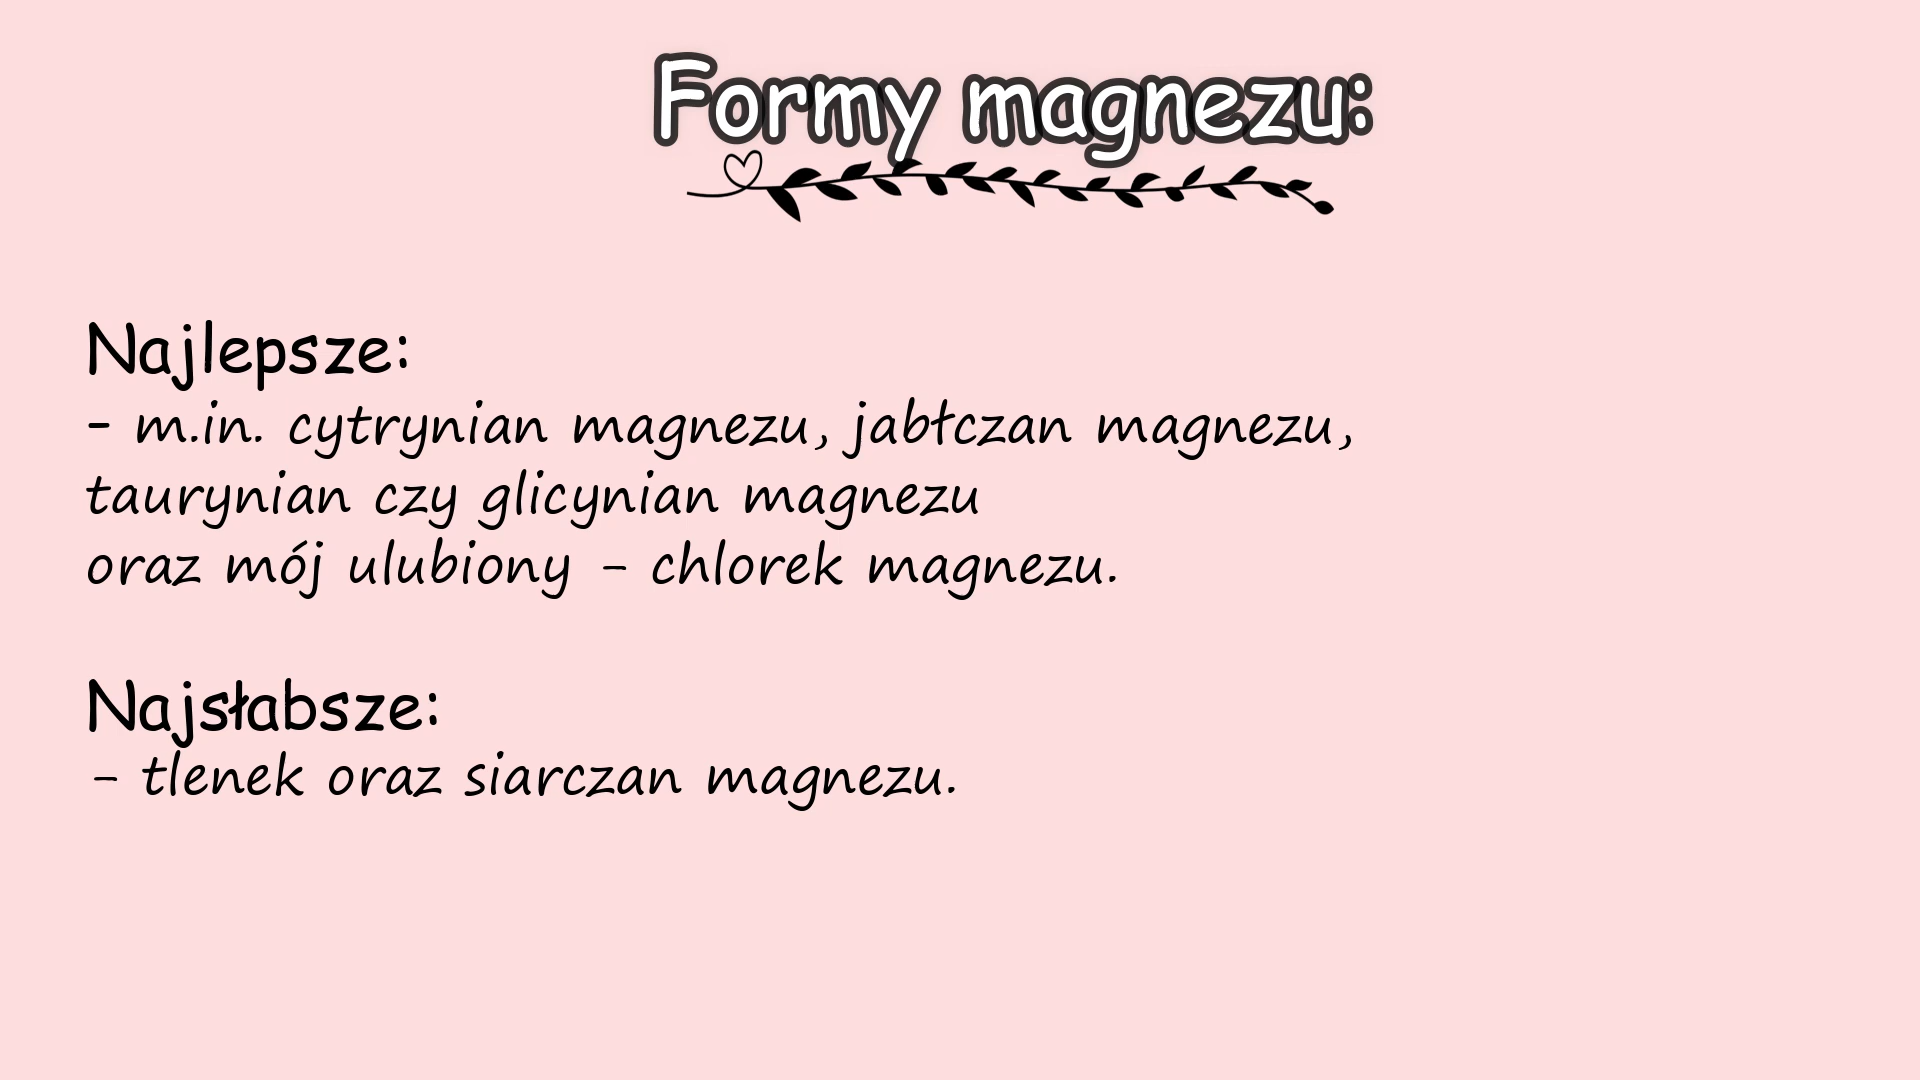 Formy magnezu:
Najlepsze:
- m.in. cytrynian magnezu, jabłczan magnezu,
taurynian czy glicynian magnezu
oraz mój ulubiony - chlorek magnezu.
Najsłabsze:
- tlenek oraz siarczan magnezu.